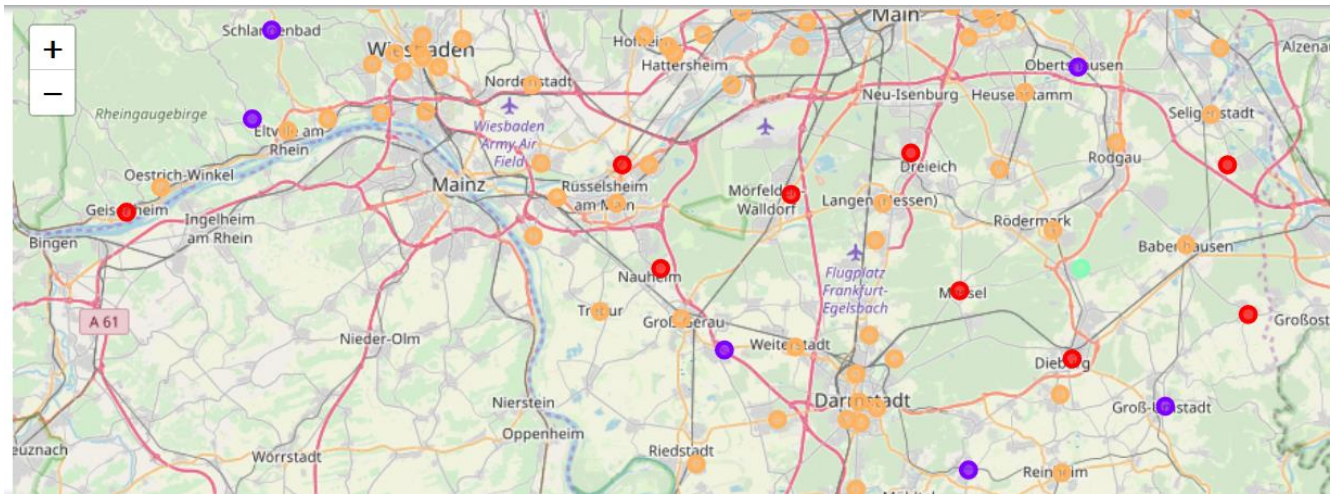 +
−
Schlangenbad
Wiesbaden
Hofheim
Hattersheim
Main
Nordenstadt
Neu-Isenburg
Obertshausen
Heusenstamm
Alzenau
Seligenstadt
Rheingaugebirge
Eltville am
Rhein
Wiesbaden
Army Air
Field
Rodgau
Dreieich
Oestrich-Winkel
Mainz
Rüsselsheim
am Main
Mörfelden-
Walldorf
Langen (Hessen)
Geisenheim
Ingelheim
am Rhein
Bingen
Rödermark
Babenhausen
Nauheim
Flugplatz
Frankfurt-
Egelsbach
Messel
Trebur
Groß-Gerau
Großost
A 61
Nieder-Olm
Weiterstadt
Dieburg
Darmstadt
Groß-Umstadt
Nierstein
Oppenheim
euznach
Wörrstadt
Riedstadt
Reinheim